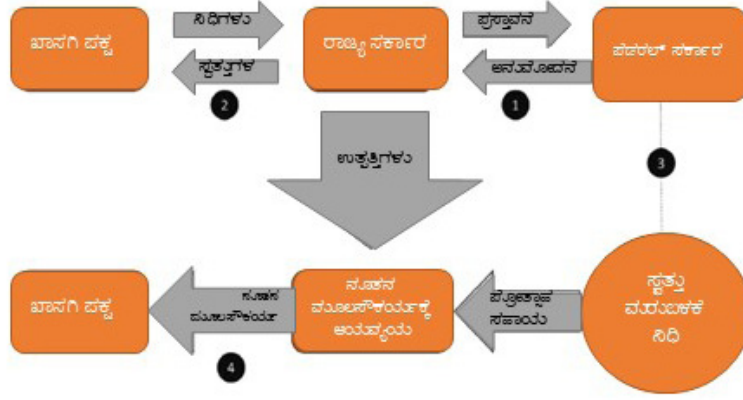 ನಿಧಿಗಳು
ಪ್ರಸ್ತಾವನೆ
ಖಾಸಗಿ ಪಕ್ಷ
ರಾಜ್ಯ ಸರ್ಕಾರ
ಫೆಡರಲ್ ಸರ್ಕಾರ
ಸ್ವತ್ತುಗಳ
ಅನುಮೋದನೆ
2
1
ಉತ್ಪತ್ತಿಗಳು
3
ಖಾಸಗಿ ಪಕ್ಷ
ನೂತನ
ಮೂಲಸೌಕರ್ಯ
ನೂತನ
ಮೂಲಸೌಕರ್ಯಕ್ಕೆ
ಆಯವ್ಯಯ
ಪ್ರೋತ್ಸಾಹ
ಸಹಾಯ
ಸ್ವತ್ತು
ಮರುಬಳಕೆ
ನಿಧಿ
4